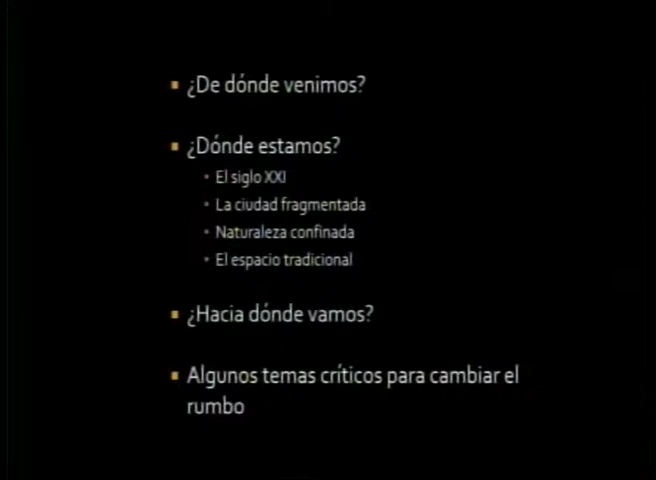 ¿De dónde venimos?
¿Dónde estamos?
El siglo XXI
La ciudad fragmentada
Naturaleza confinada
El espacio tradicional
¿Hacia dónde vamos?
Algunos temas críticos para cambiar el
rumbo